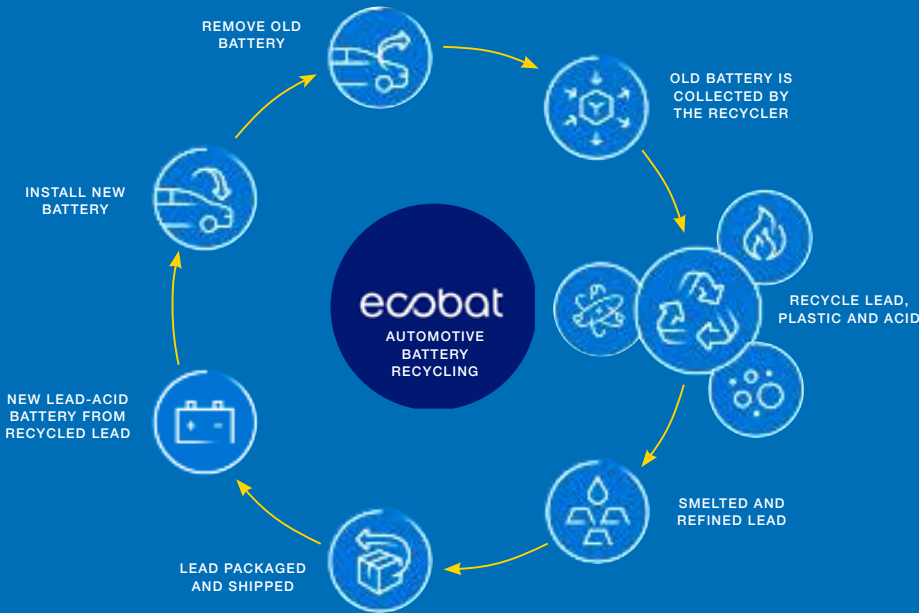 REMOVE OLD
BATTERY
OLD BATTERY IS
COLLECTED BY
THE RECYCLER
RECYCLE LEAD,
PLASTIC AND ACID
SMELTED AND
REFINED LEAD
LEAD PACKAGED
AND SHIPPED
NEW LEAD-ACID
BATTERY FROM
RECYCLED LEAD
INSTALL NEW
BATTERY
ecobat
AUTOMOTIVE
BATTERY
RECYCLING